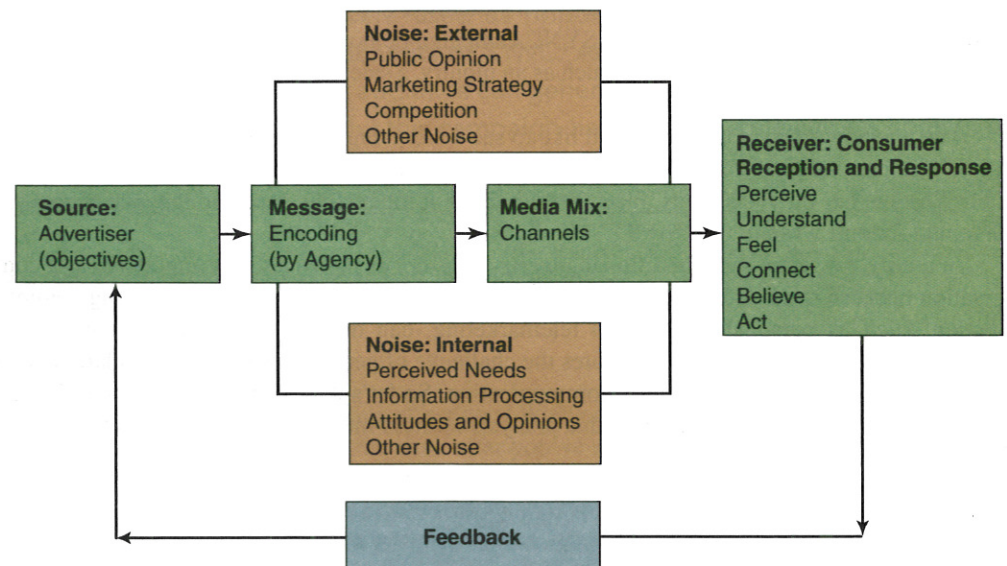 Noise: External
Public Opinion
Marketing Strategy
Competition
Other Noise
Source:
Advertiser
(objectives)
Message:
Encoding
(by Agency)
Media Mix:
Channels
Receiver: Consumer
Reception and Response
Perceive
Understand
Feel
Connect
Believe
Act
Noise: Internal
Perceived Needs
Information Processing
Attitudes and Opinions
Other Noise
Feedback